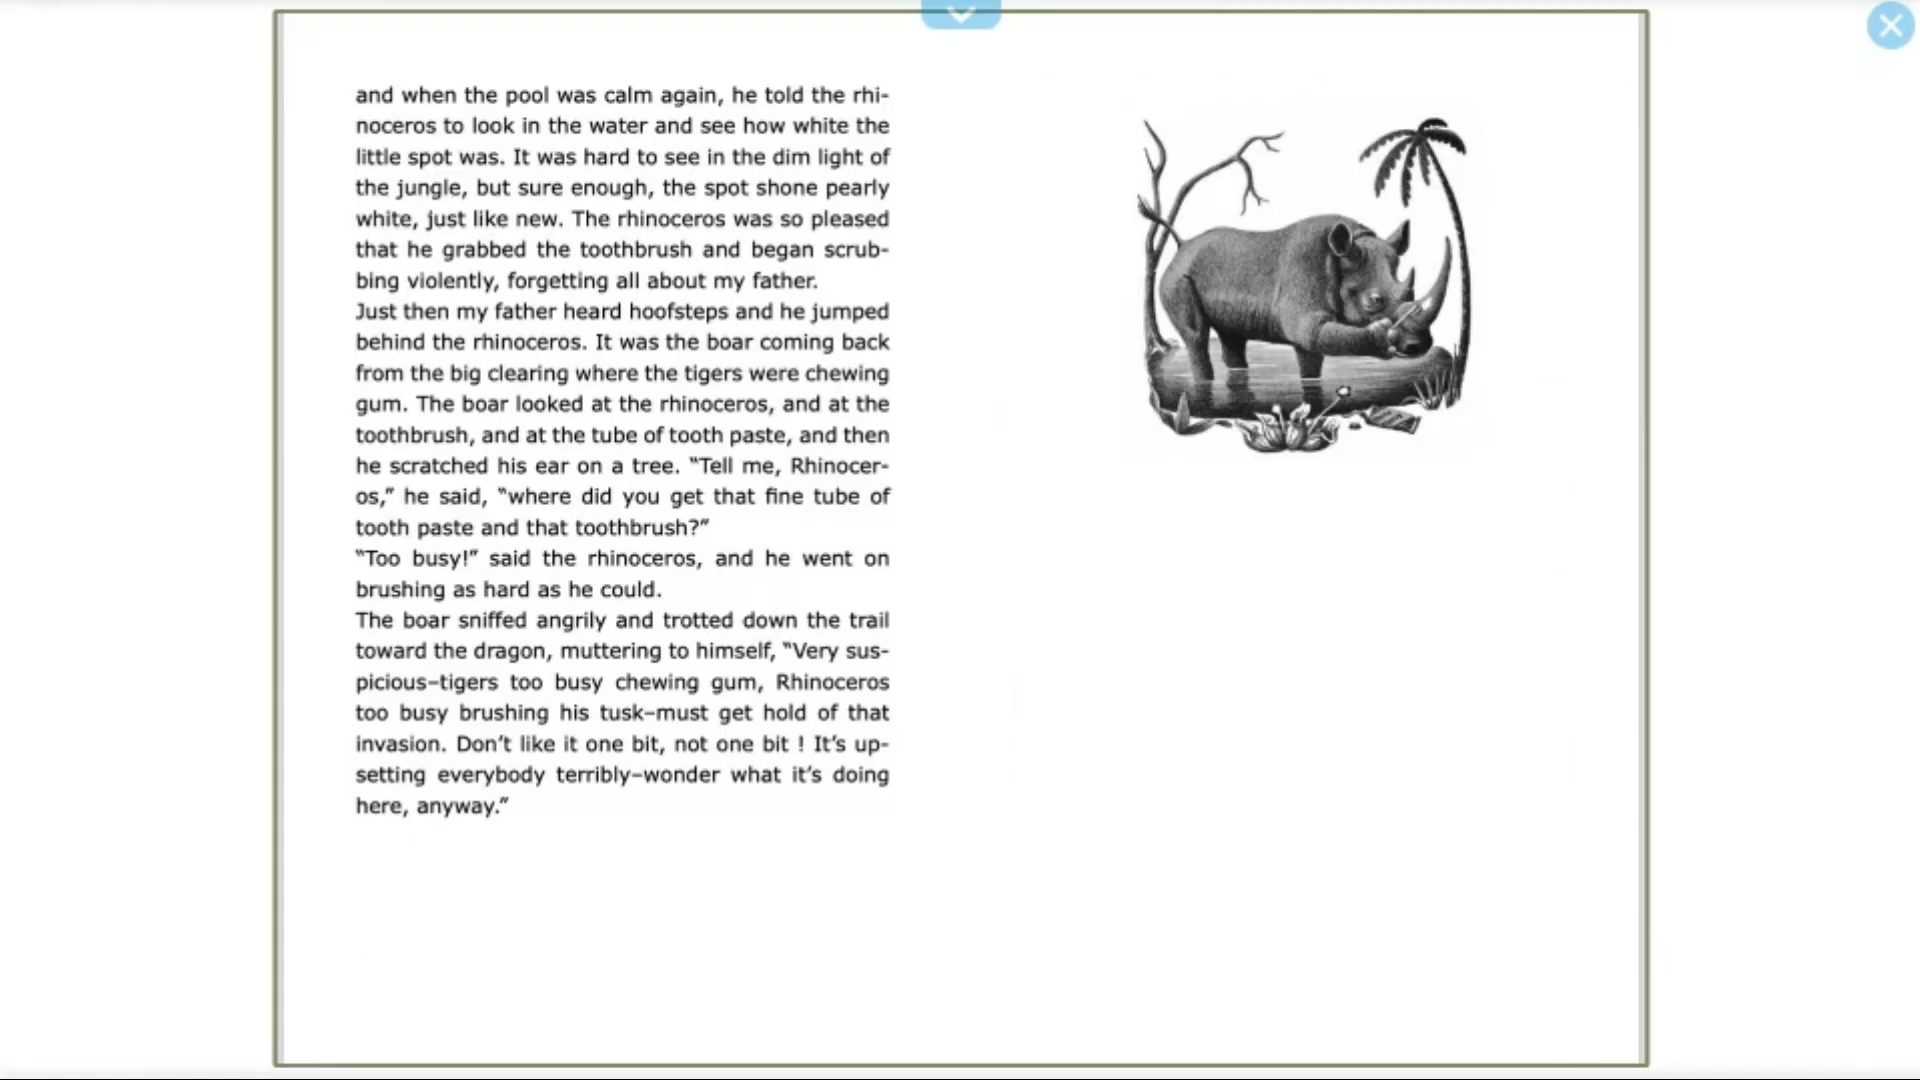 and when the pool was calm again, he told the rhi-
noceros to look in the water and see how white the
little spot was. It was hard to see in the dim light of
the jungle, but sure enough, the spot shone pearly
white, just like new. The rhinoceros was so pleased
that he grabbed the toothbrush and began scrub-
bing violently, forgetting all about my father.
Just then my father heard hoofsteps and he jumped
behind the rhinoceros. It was the boar coming back
from the big clearing where the tigers were chewing
gum. The boar looked at the rhinoceros, and at the
toothbrush, and at the tube of tooth paste, and then
he scratched his ear on a tree. “Tell me, Rhinocer-
os,” he said, “where did you get that fine tube of
tooth paste and that toothbrush?”
“Too busy!” said the rhinoceros, and he went on
brushing as hard as he could.
The boar sniffed angrily and trotted down the trail
toward the dragon, muttering to himself, “Very sus-
picious–tigers too busy chewing gum, Rhinoceros
too busy brushing his tusk–must get hold of that
invasion. Don’t like it one bit, not one bit ! It’s up-
setting everybody terribly–wonder what it’s doing
here, anyway.”